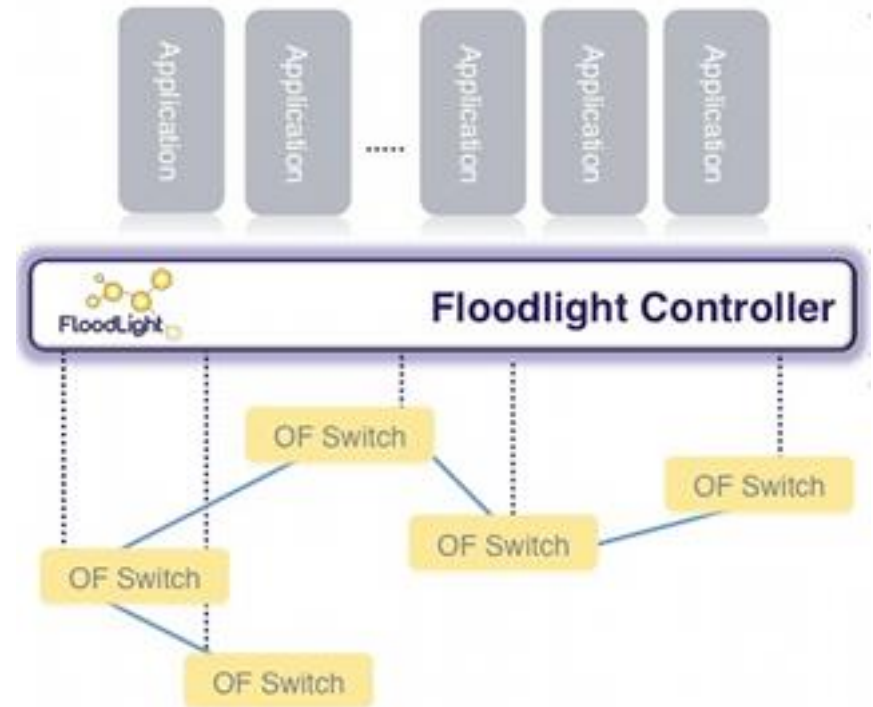 Application
Application
.....
Application
Application
Application
FloodLight
Floodlight Controller
OF Switch
OF Switch
OF Switch
OF Switch
OF Switch